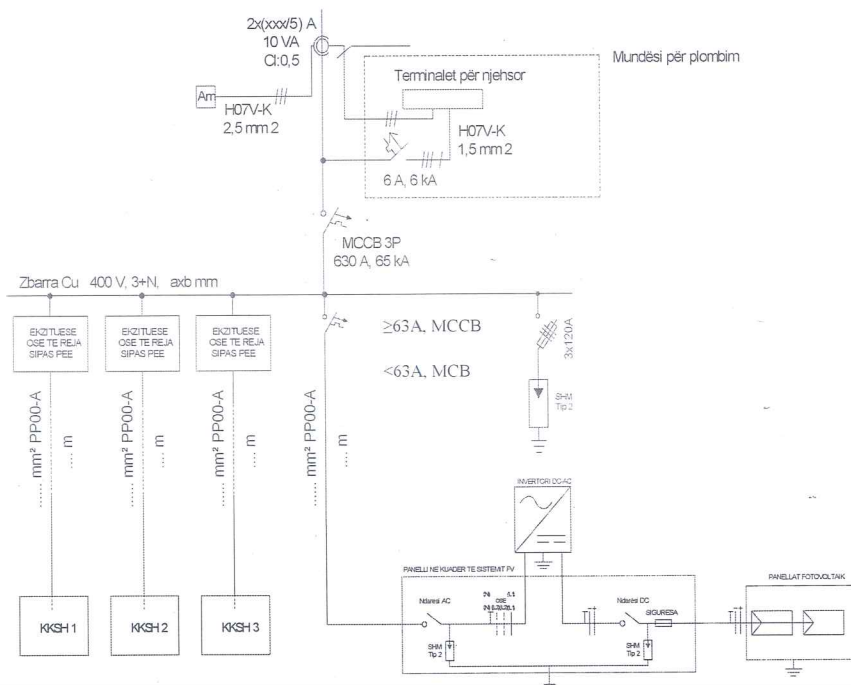 2x(xxx/5) A
10 VA
Cl:0,5
Mundësi për plombim
Terminalet për njehsor
Am
H07V-K
2,5 mm 2
H07V-K
1,5 mm 2
6 A, 6 kA
MCCB 3P
630 A, 65 kA
Zbarra Cu 400 V, 3+N, axb mm
EKZITUESE
OSE TE REJA
SIPAS PEE
EKZITUESE
OSE TE REJA
SIPAS PEE
EKZITUESE
OSE TE REJA
SIPAS PEE
≥63A, MCCB
<63A, MCB
3x120A
SHM
Tip 2
...... mm² PP00-A
.... m
...... mm² PP00-A
.... m
...... mm² PP00-A
.... m
...... mm² PP00-A
.... m
INVERTORI DC-AC
PANELLI NE KUADER TE SISTEMIT PV
PANELLAT FOTOVOLTAIK
Ndarësi AC
OSE
Ndarësi DC
SIGURESA
SHM
Tip 2
SHM
Tip 2
KKSH 1
KKSH 2
KKSH 3